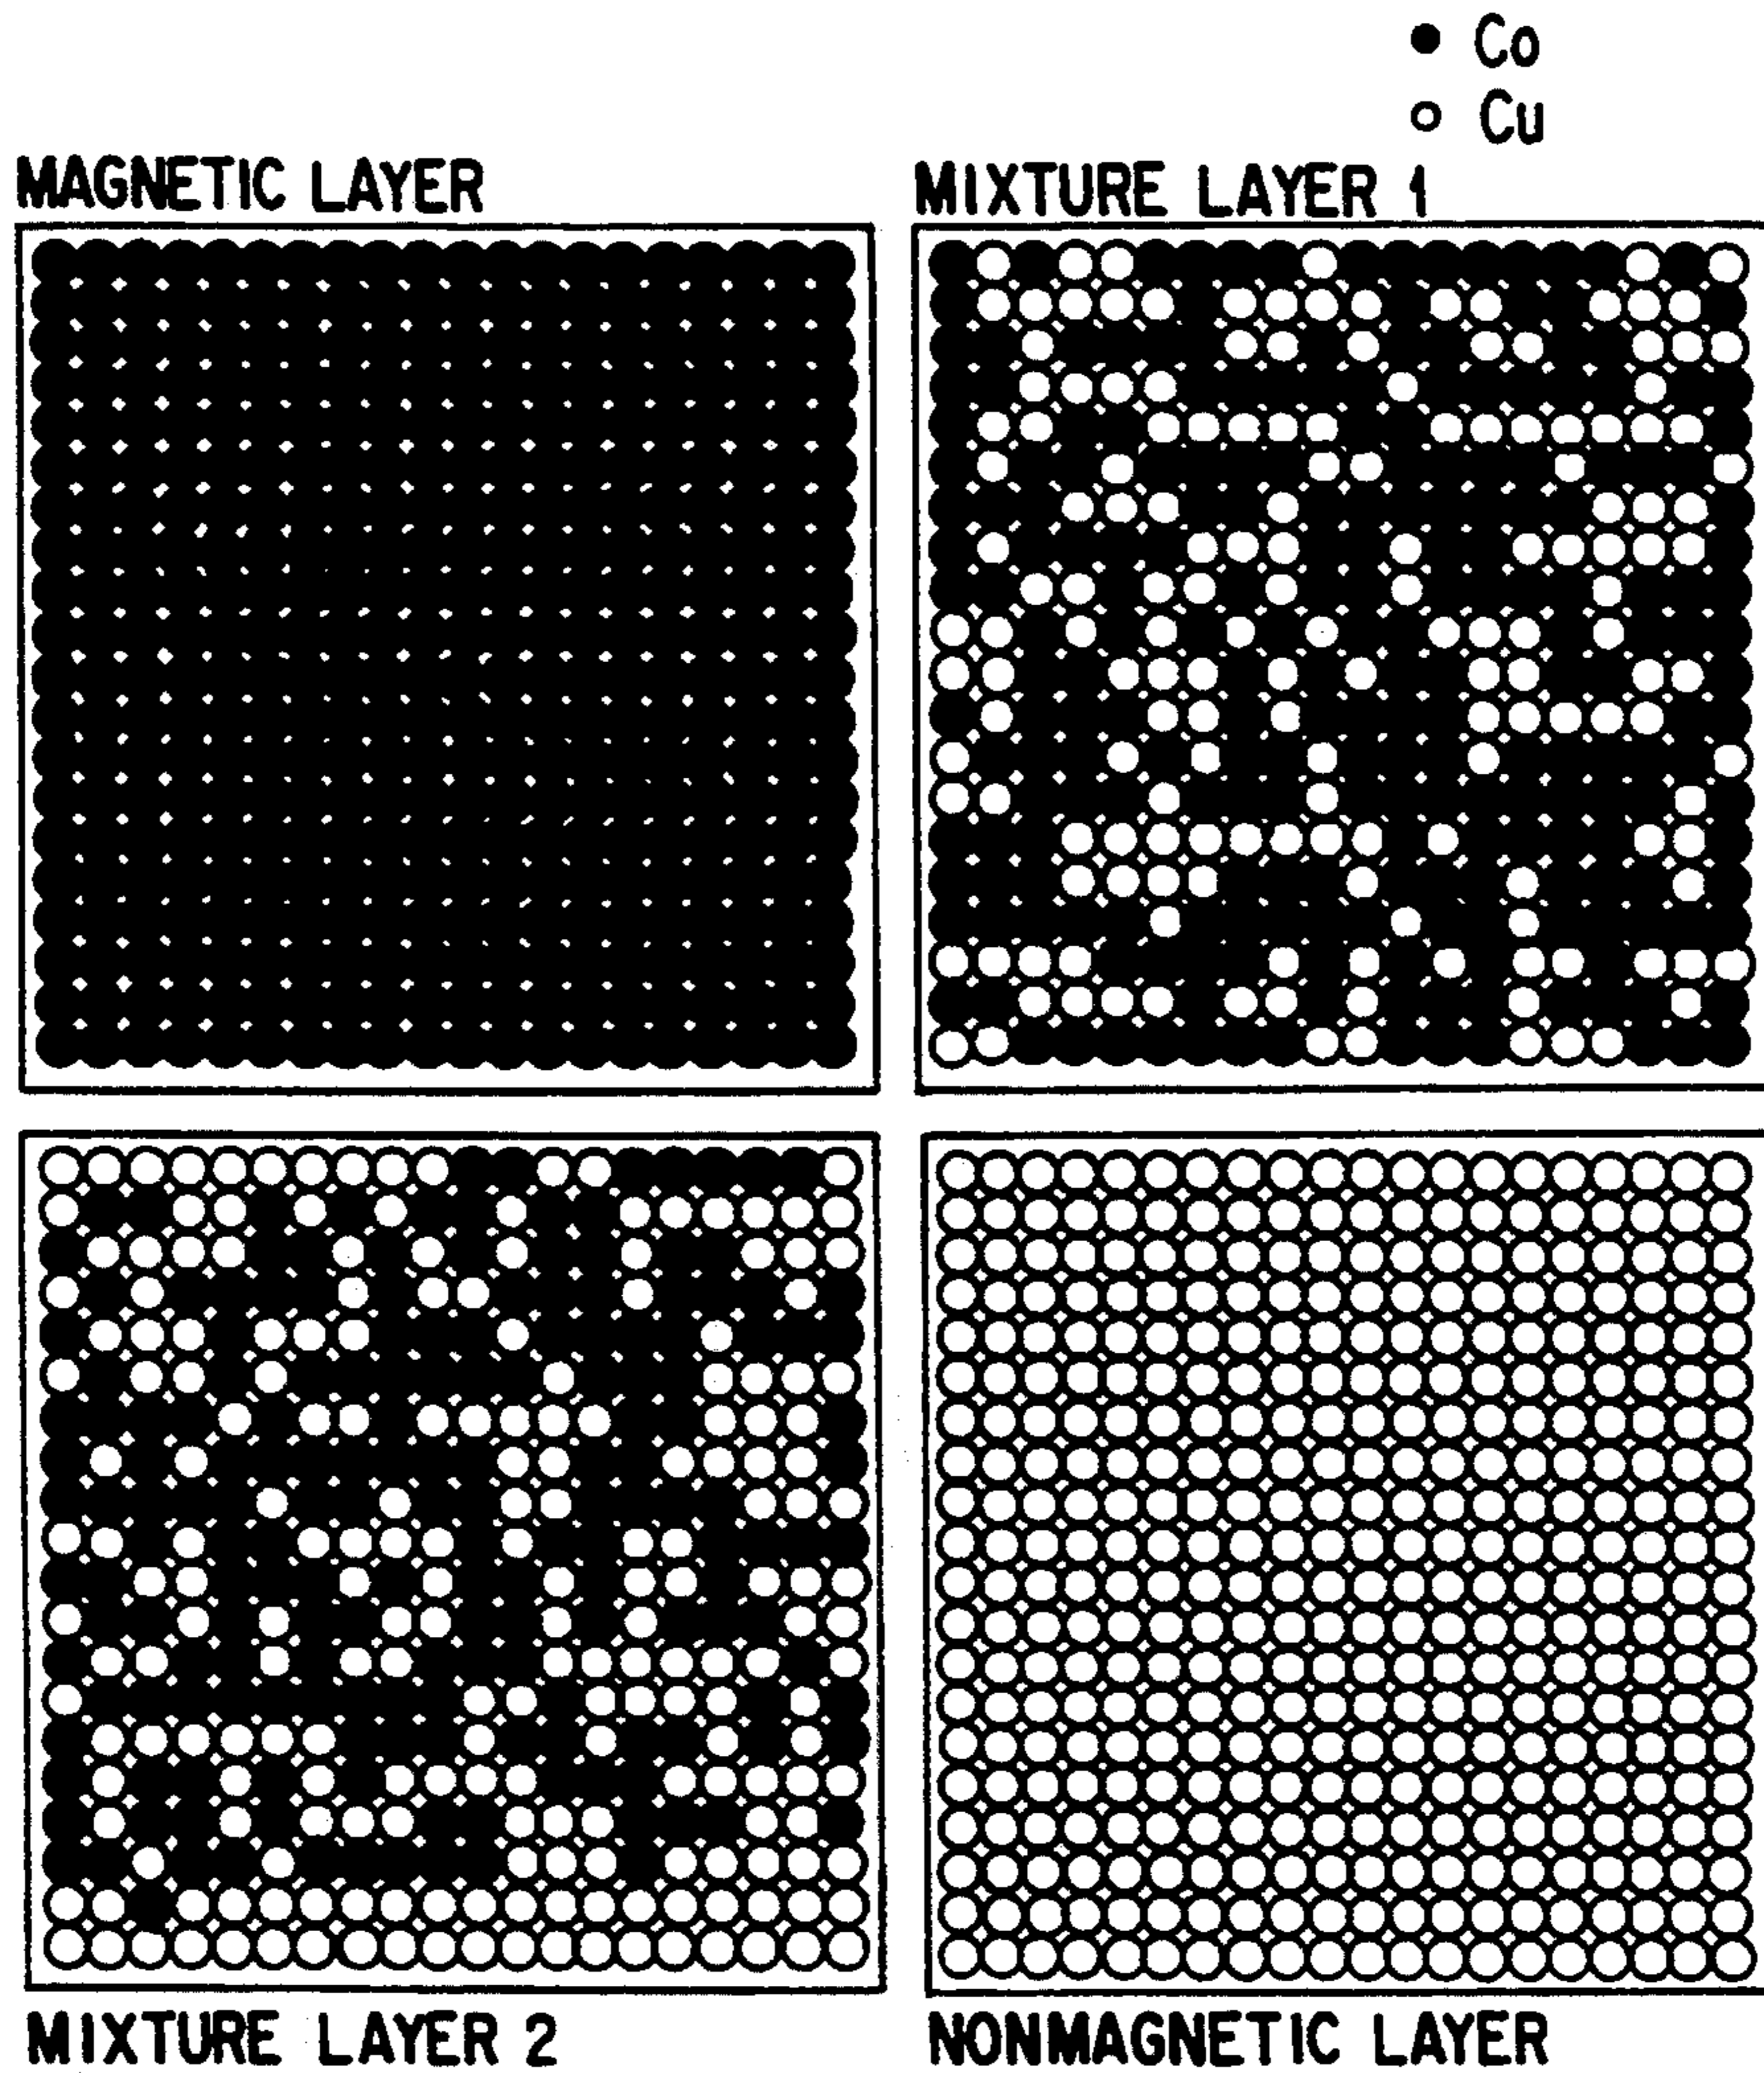 Co
Cu
MAGNETIC LAYER
MIXTURE LAYER 1
MIXTURE LAYER 2
NONMAGNETIC LAYER